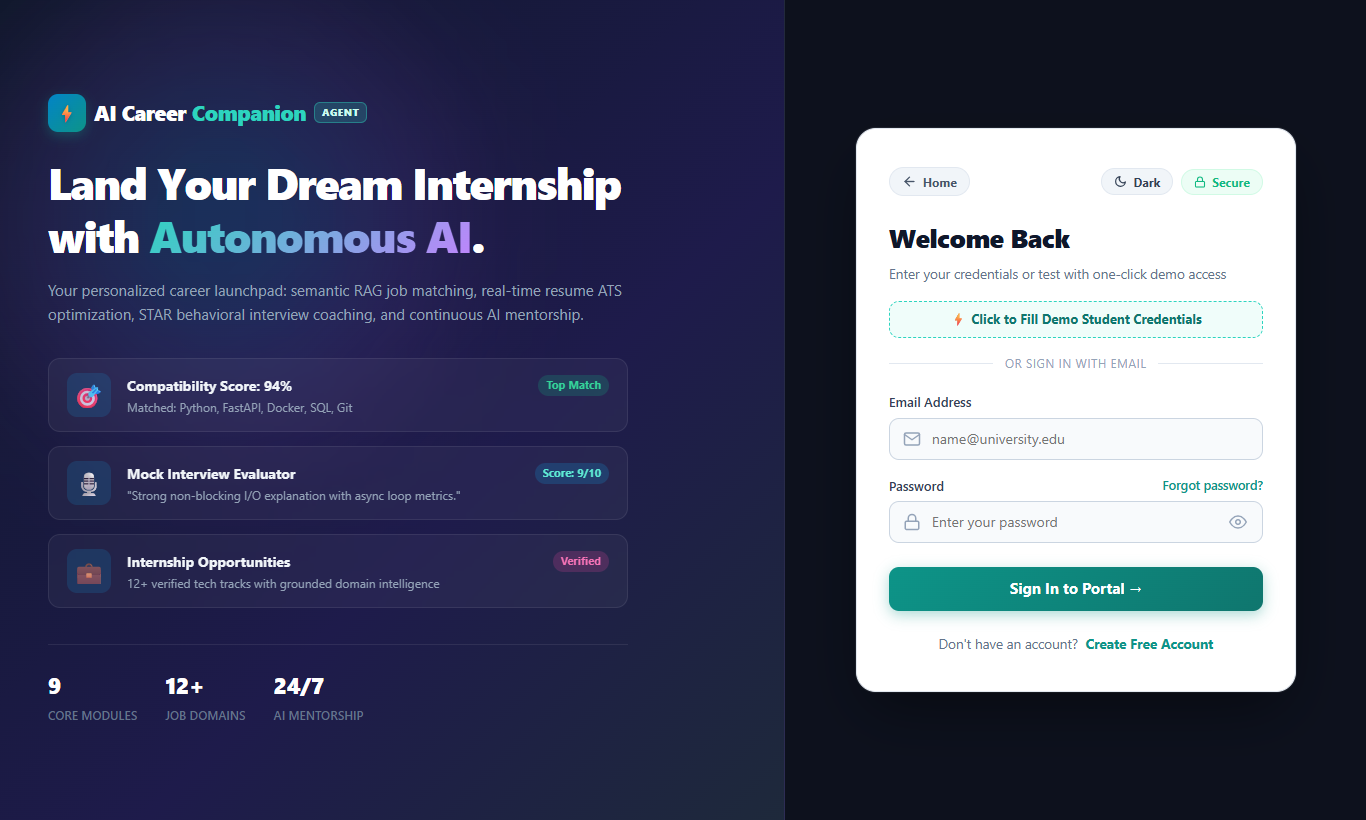 AI Career Companion AGENT
Land Your Dream Internship
with Autonomous AI.
Your personalized career launchpad: semantic RAG job matching, real-time resume ATS
optimization, STAR behavioral interview coaching, and continuous AI mentorship.
Compatibility Score: 94%
Top Match
Matched: Python, FastAPI, Docker, SQL, Git
Mock Interview Evaluator
Score: 9/10
"Strong non-blocking I/O explanation with async loop metrics."
Internship Opportunities
Verified
12+ verified tech tracks with grounded domain intelligence
9
CORE MODULES
12+
JOB DOMAINS
24/7
AI MENTORSHIP
← Home
Dark
Secure
Welcome Back
Enter your credentials or test with one-click demo access
Click to Fill Demo Student Credentials
OR SIGN IN WITH EMAIL
Email Address
name@university.edu
Password
Forgot password?
Enter your password
Sign In to Portal →
Don't have an account? Create Free Account